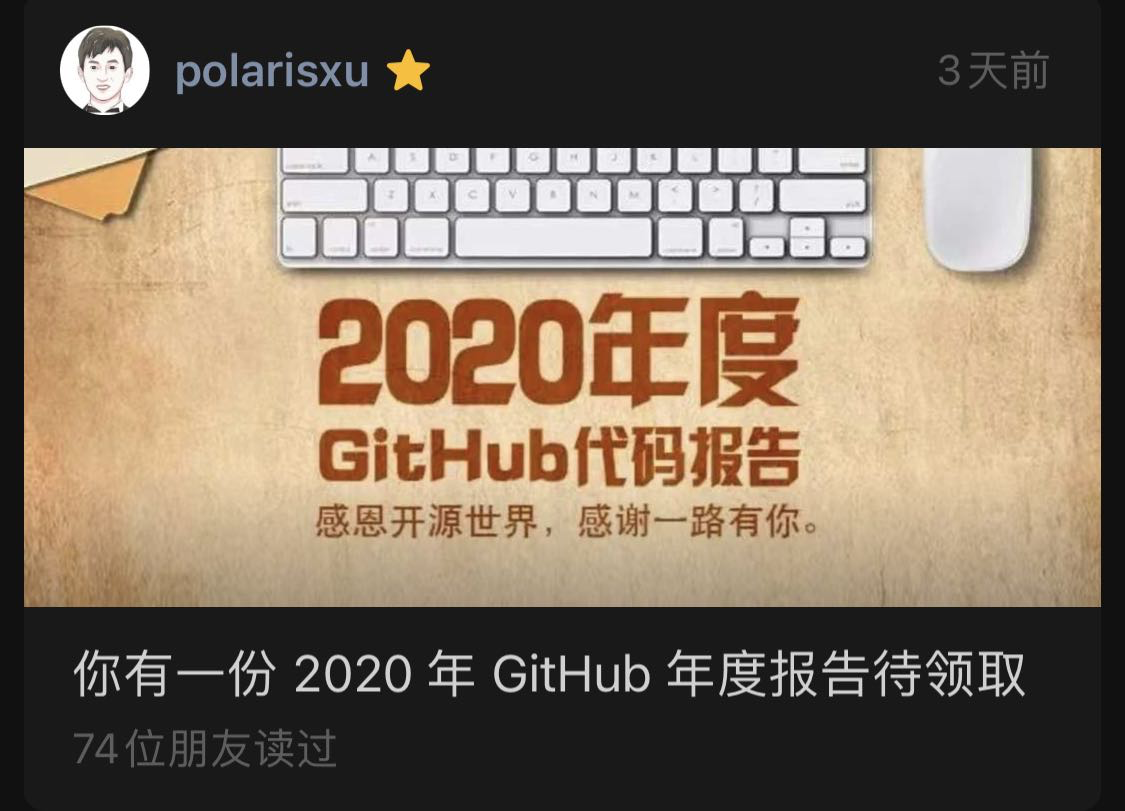 polarisxu
3天前
A S D F G H J K L
Z X C V B N M < > ? /
2020年度
GitHub代码报告
感恩开源世界，感谢一路有你。
你有一份 2020 年 GitHub 年度报告待领取
74位朋友读过